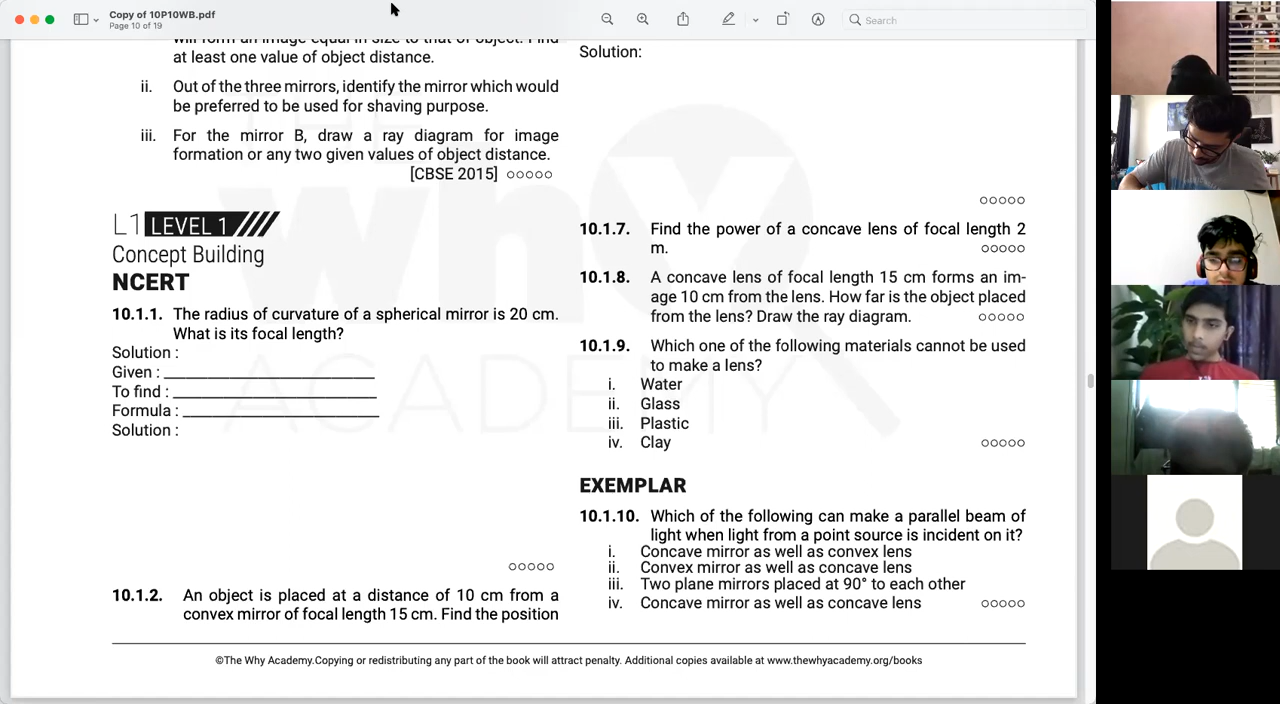 Copy of 10P10WB.pdf
Page 10 of 19
Search
at least one value of object distance.
ii. Out of the three mirrors, identify the mirror which would
be preferred to be used for shaving purpose.
iii. For the mirror B, draw a ray diagram for image
formation or any two given values of object distance.
[CBSE 2015] ○○○○○
L1 LEVEL 1
Concept Building
NCERT
10.1.1. The radius of curvature of a spherical mirror is 20 cm.
What is its focal length?
Solution :
Given : ________________________
To find : _______________________
Formula : ______________________
Solution :
○○○○○
10.1.2. An object is placed at a distance of 10 cm from a
convex mirror of focal length 15 cm. Find the position
Solution:
○○○○○
10.1.7. Find the power of a concave lens of focal length 2
m. ○○○○○
10.1.8. A concave lens of focal length 15 cm forms an im-
age 10 cm from the lens. How far is the object placed
from the lens? Draw the ray diagram. ○○○○○
10.1.9. Which one of the following materials cannot be used
to make a lens?
i. Water
ii. Glass
iii. Plastic
iv. Clay ○○○○○
EXEMPLAR
10.1.10. Which of the following can make a parallel beam of
light when light from a point source is incident on it?
i. Concave mirror as well as convex lens
ii. Convex mirror as well as concave lens
iii. Two plane mirrors placed at 90° to each other
iv. Concave mirror as well as concave lens ○○○○○
©The Why Academy.Copying or redistributing any part of the book will attract penalty. Additional copies available at www.thewhyacademy.org/books
THE
whY
ACADEMY